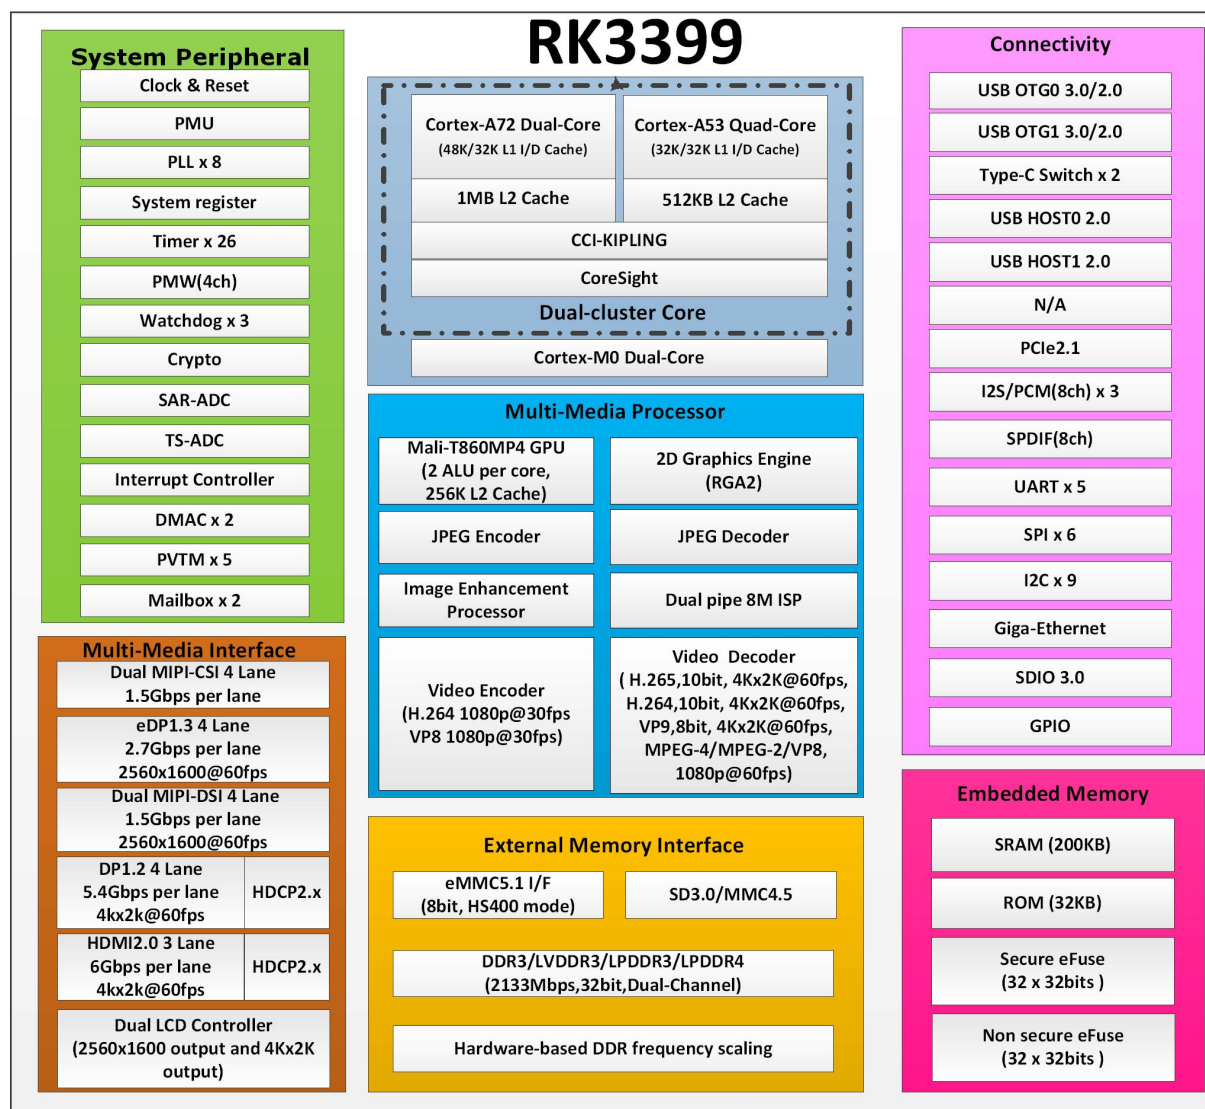 RK3399
System Peripheral
Clock & Reset
PMU
PLL x 8
System register
Timer x 26
PMW(4ch)
Watchdog x 3
Crypto
SAR-ADC
TS-ADC
Interrupt Controller
DMAC x 2
PVTM x 5
Mailbox x 2
Multi-Media Interface
Dual MIPI-CSI 4 Lane
1.5Gbps per lane
eDP1.3 4 Lane
2.7Gbps per lane
2560x1600@60fps
Dual MIPI-DSI 4 Lane
1.5Gbps per lane
2560x1600@60fps
DP1.2 4 Lane
5.4Gbps per lane
4kx2k@60fps
HDCP2.x
HDMI2.0 3 Lane
6Gbps per lane
4kx2k@60fps
HDCP2.x
Dual LCD Controller
(2560x1600 output and 4Kx2K
output)
Cortex-A72 Dual-Core
(48K/32K L1 I/D Cache)
1MB L2 Cache
Cortex-A53 Quad-Core
(32K/32K L1 I/D Cache)
512KB L2 Cache
CCI-KIPLING
CoreSight
Dual-cluster Core
Cortex-M0 Dual-Core
Multi-Media Processor
Mali-T860MP4 GPU
(2 ALU per core,
256K L2 Cache)
2D Graphics Engine
(RGA2)
JPEG Encoder
JPEG Decoder
Image Enhancement
Processor
Dual pipe 8M ISP
Video Encoder
(H.264 1080p@30fps
VP8 1080p@30fps)
Video Decoder
( H.265,10bit, 4Kx2K@60fps,
H.264,10bit, 4Kx2K@60fps,
VP9,8bit, 4Kx2K@60fps,
MPEG-4/MPEG-2/VP8,
1080p@60fps)
External Memory Interface
eMMC5.1 I/F
(8bit, HS400 mode)
SD3.0/MMC4.5
DDR3/LVDDR3/LPDDR3/LPDDR4
(2133Mbps,32bit,Dual-Channel)
Hardware-based DDR frequency scaling
Connectivity
USB OTG0 3.0/2.0
USB OTG1 3.0/2.0
Type-C Switch x 2
USB HOST0 2.0
USB HOST1 2.0
N/A
PCIe2.1
I2S/PCM(8ch) x 3
SPDIF(8ch)
UART x 5
SPI x 6
I2C x 9
Giga-Ethernet
SDIO 3.0
GPIO
Embedded Memory
SRAM (200KB)
ROM (32KB)
Secure eFuse
(32 x 32bits )
Non secure eFuse
(32 x 32bits )